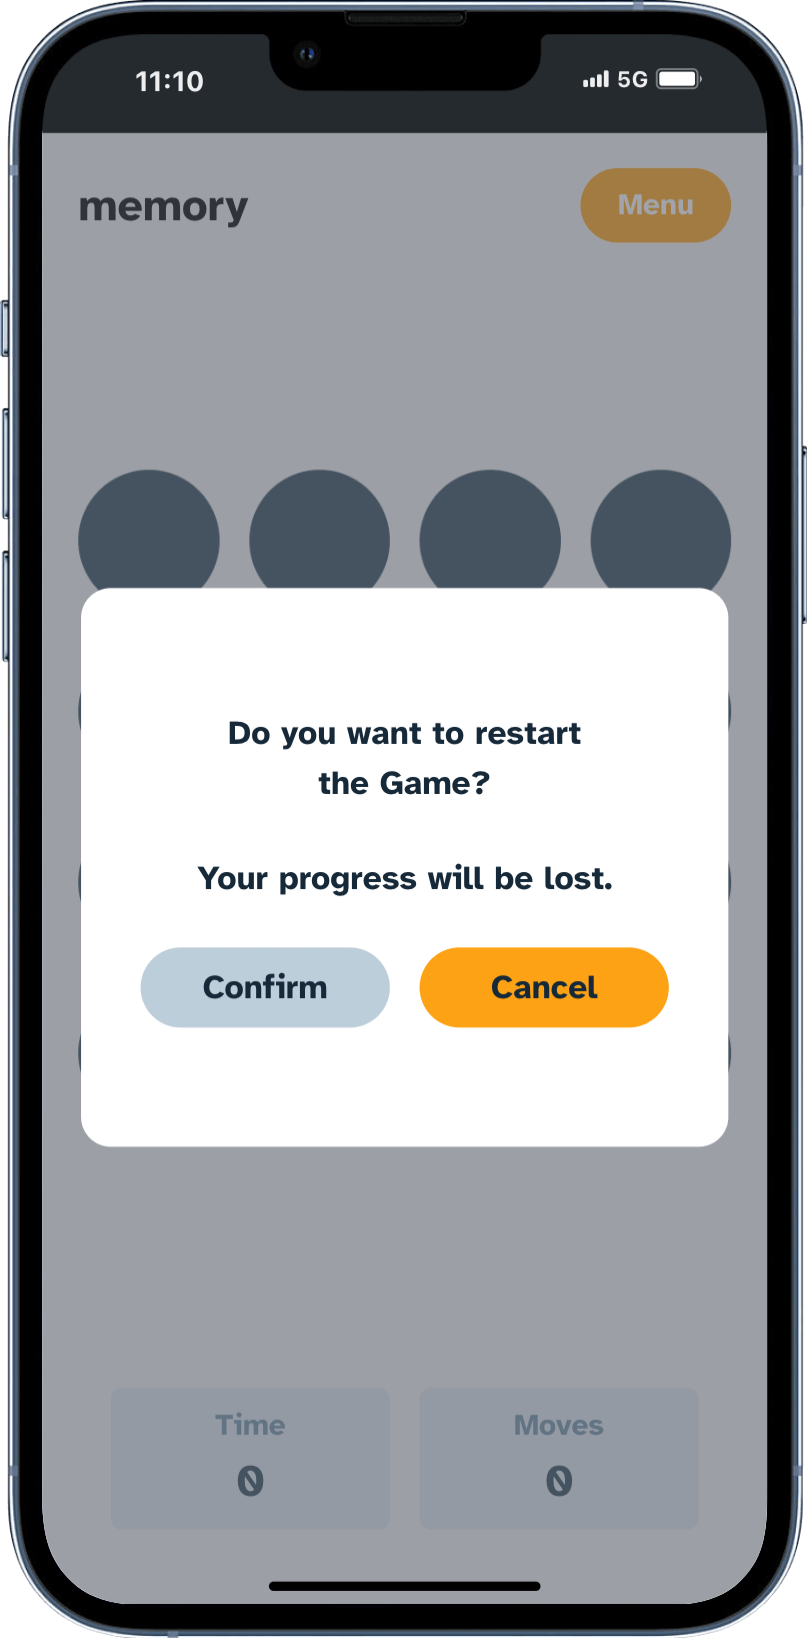 11:10
5G
memory
Menu
Do you want to restart
the Game?
Your progress will be lost.
Confirm
Cancel
Time
Moves
0
0